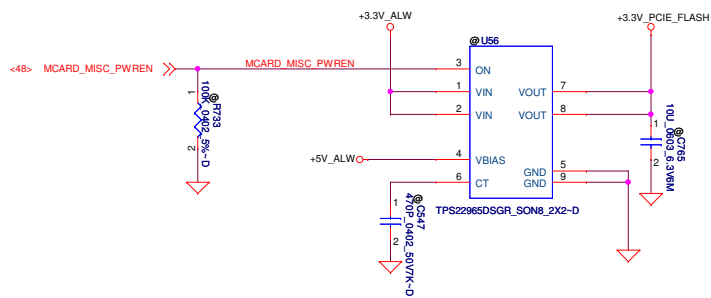 +3.3V_ALW
+3.3V_PCIE_FLASH
@U56
<48> MCARD_MISC_PWREN
MCARD_MISC_PWREN
3 ON
1 VIN
VOUT 7
2 VIN
VOUT 8
1
@R733
100K_0402_5%~D
2
1
@C765
10U_0603_6.3V6M
2
+5V_ALW
4 VBIAS
GND 5
6 CT
GND 9
TPS22965DSGR_SON8_2X2~D
1
@C547
470P_0402_50V7K~D
2